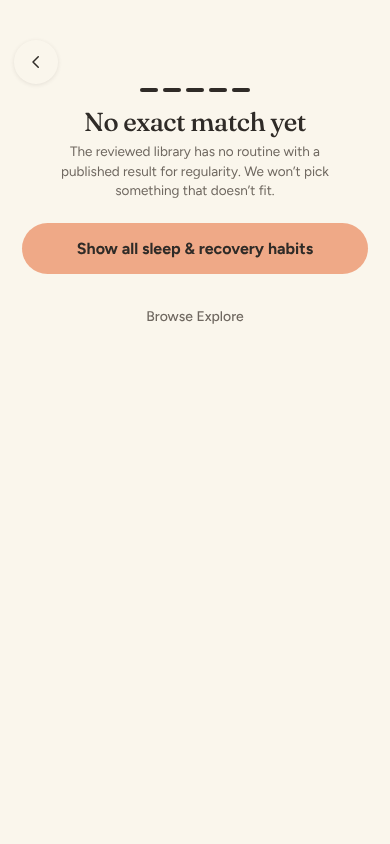 No exact match yet
The reviewed library has no routine with a
published result for regularity. We won’t pick
something that doesn’t fit.
Show all sleep & recovery habits
Browse Explore